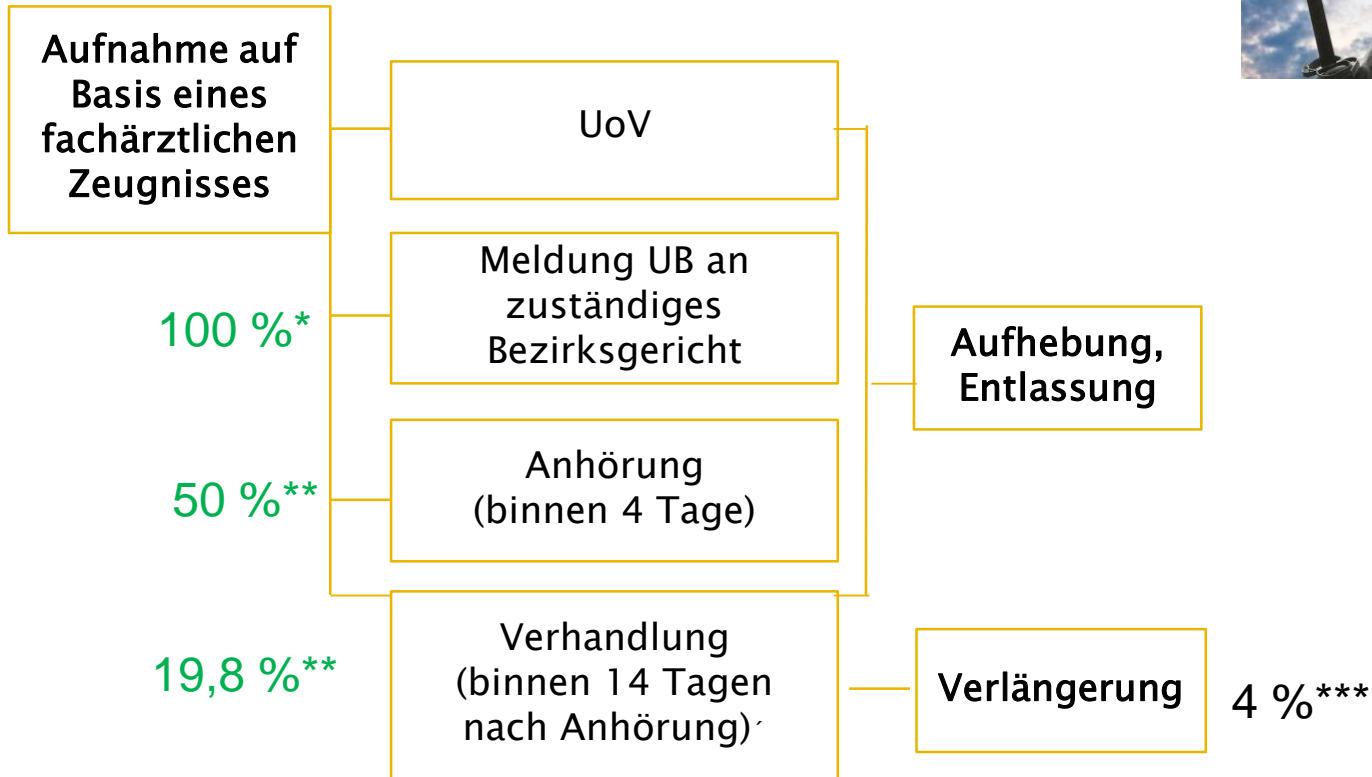 Aufnahme auf
Basis eines
fachärztlichen
Zeugnisses
UoV
100 %*
Meldung UB an
zuständiges
Bezirksgericht
Aufhebung,
Entlassung
50 %**
Anhörung
(binnen 4 Tage)
19,8 %**
Verhandlung
(binnen 14 Tagen
nach Anhörung)´
Verlängerung
4 %***